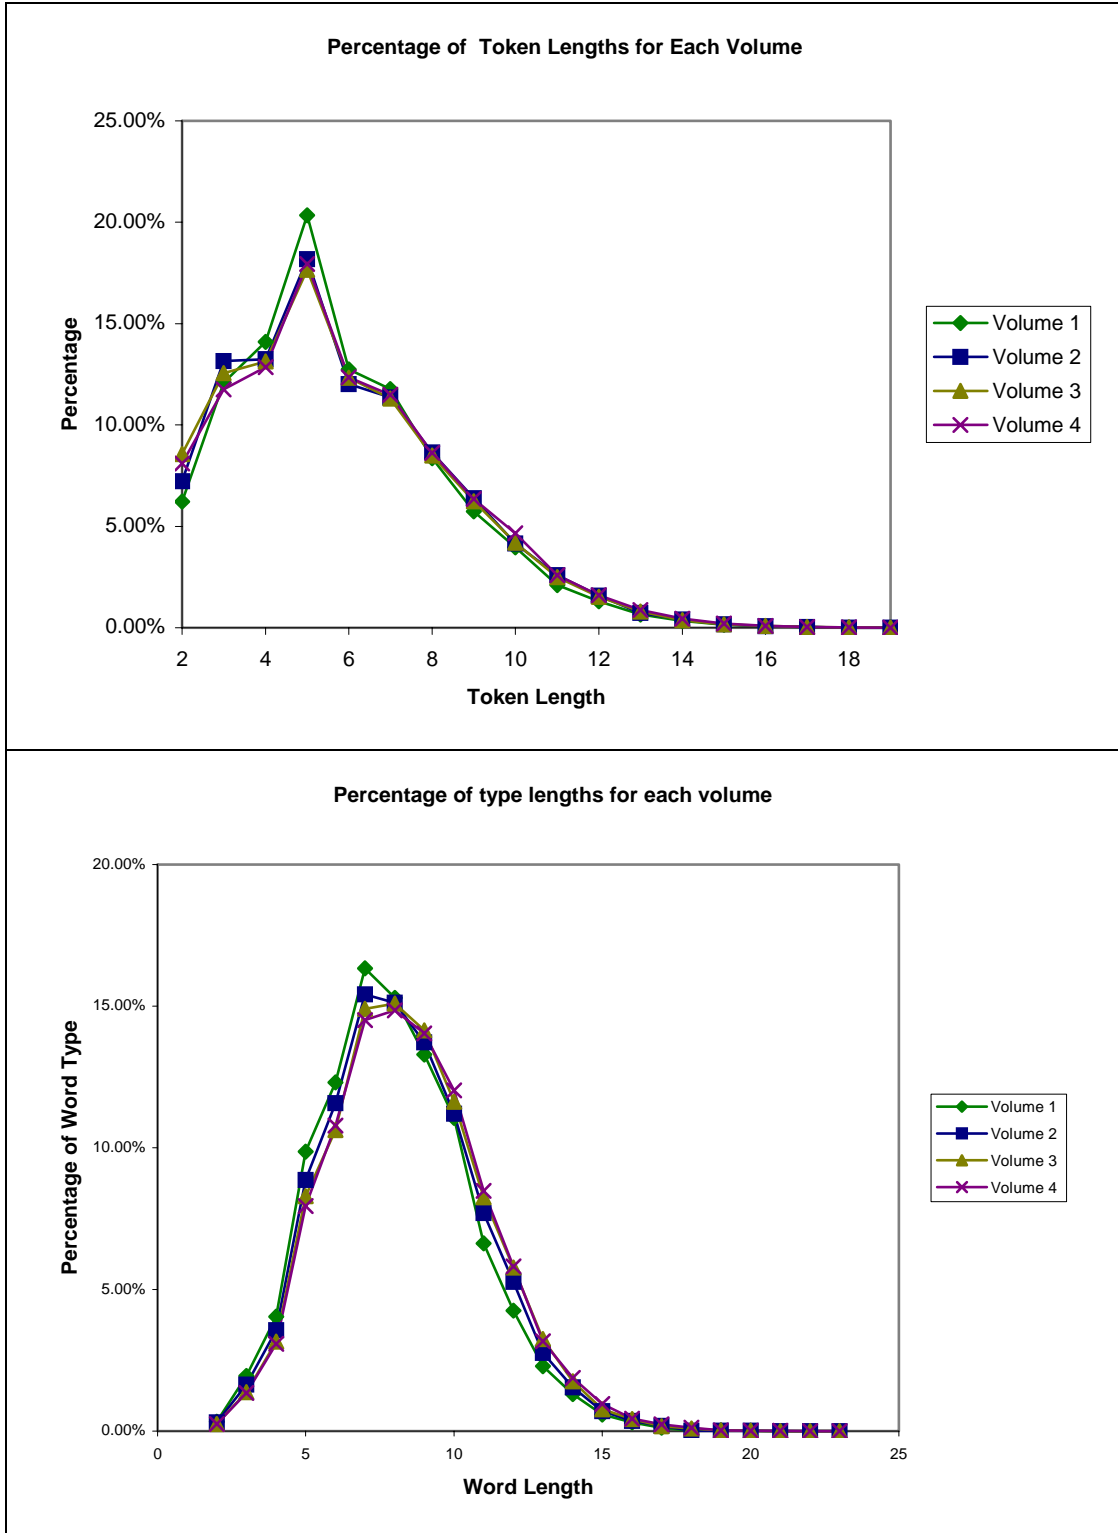 Percentage of  Token Lengths for Each Volume
25.00%
20.00%
15.00%
10.00%
5.00%
0.00%
Percentage
2 4 6 8 10 12 14 16 18
Token Length
Volume 1
Volume 2
Volume 3
Volume 4
Percentage of type lengths for each volume
20.00%
15.00%
10.00%
5.00%
0.00%
Percentage of Word Type
0 5 10 15 20 25
Word Length
Volume 1
Volume 2
Volume 3
Volume 4